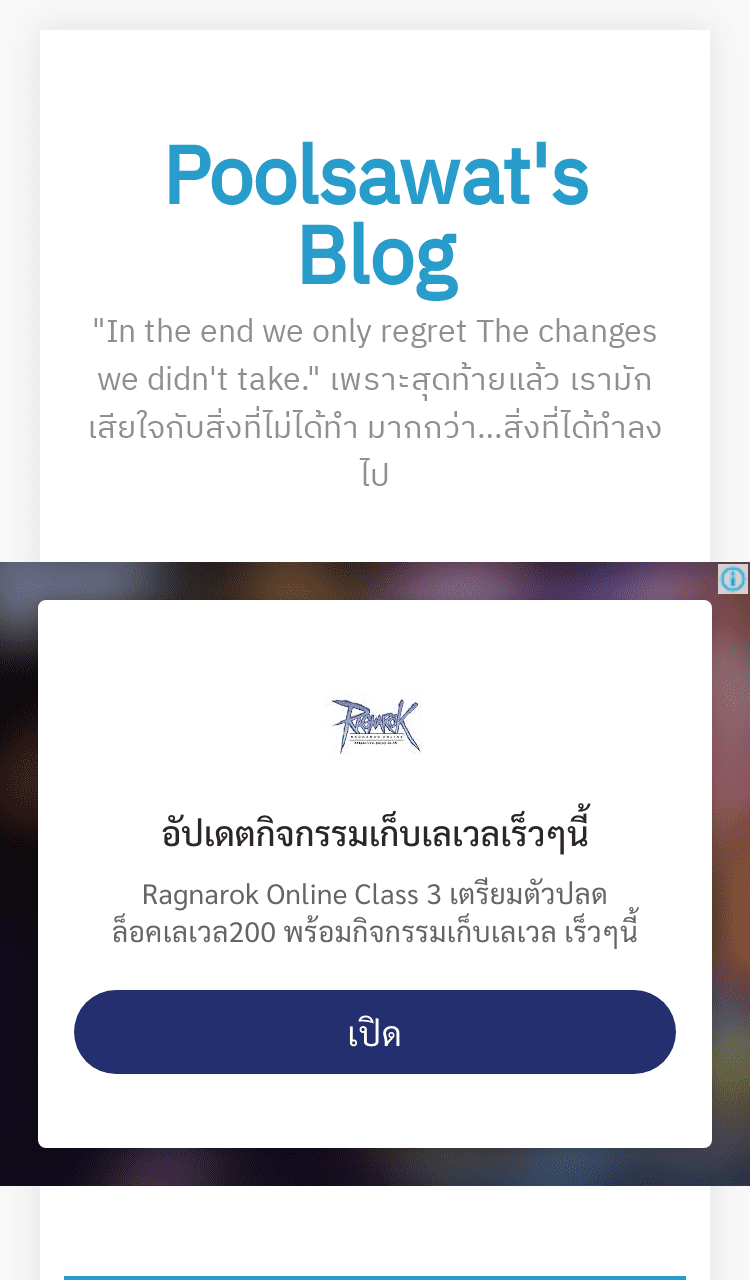 Poolsawat's
Blog
"In the end we only regret The changes
we didn't take." เพราะสุดท้ายแล้ว เรามัก
เสียใจกับสิ่งที่ไม่ได้ทำ มากกว่า...สิ่งที่ได้ทำลง
ไป
RAGNAROK
RAGNAROK ONLINE
อัปเดตกิจกรรมเก็บเลเวลเร็วๆนี้
Ragnarok Online Class 3 เตรียมตัวปลด
ล็อคเลเวล200 พร้อมกิจกรรมเก็บเลเวล เร็วๆนี้
เปิด